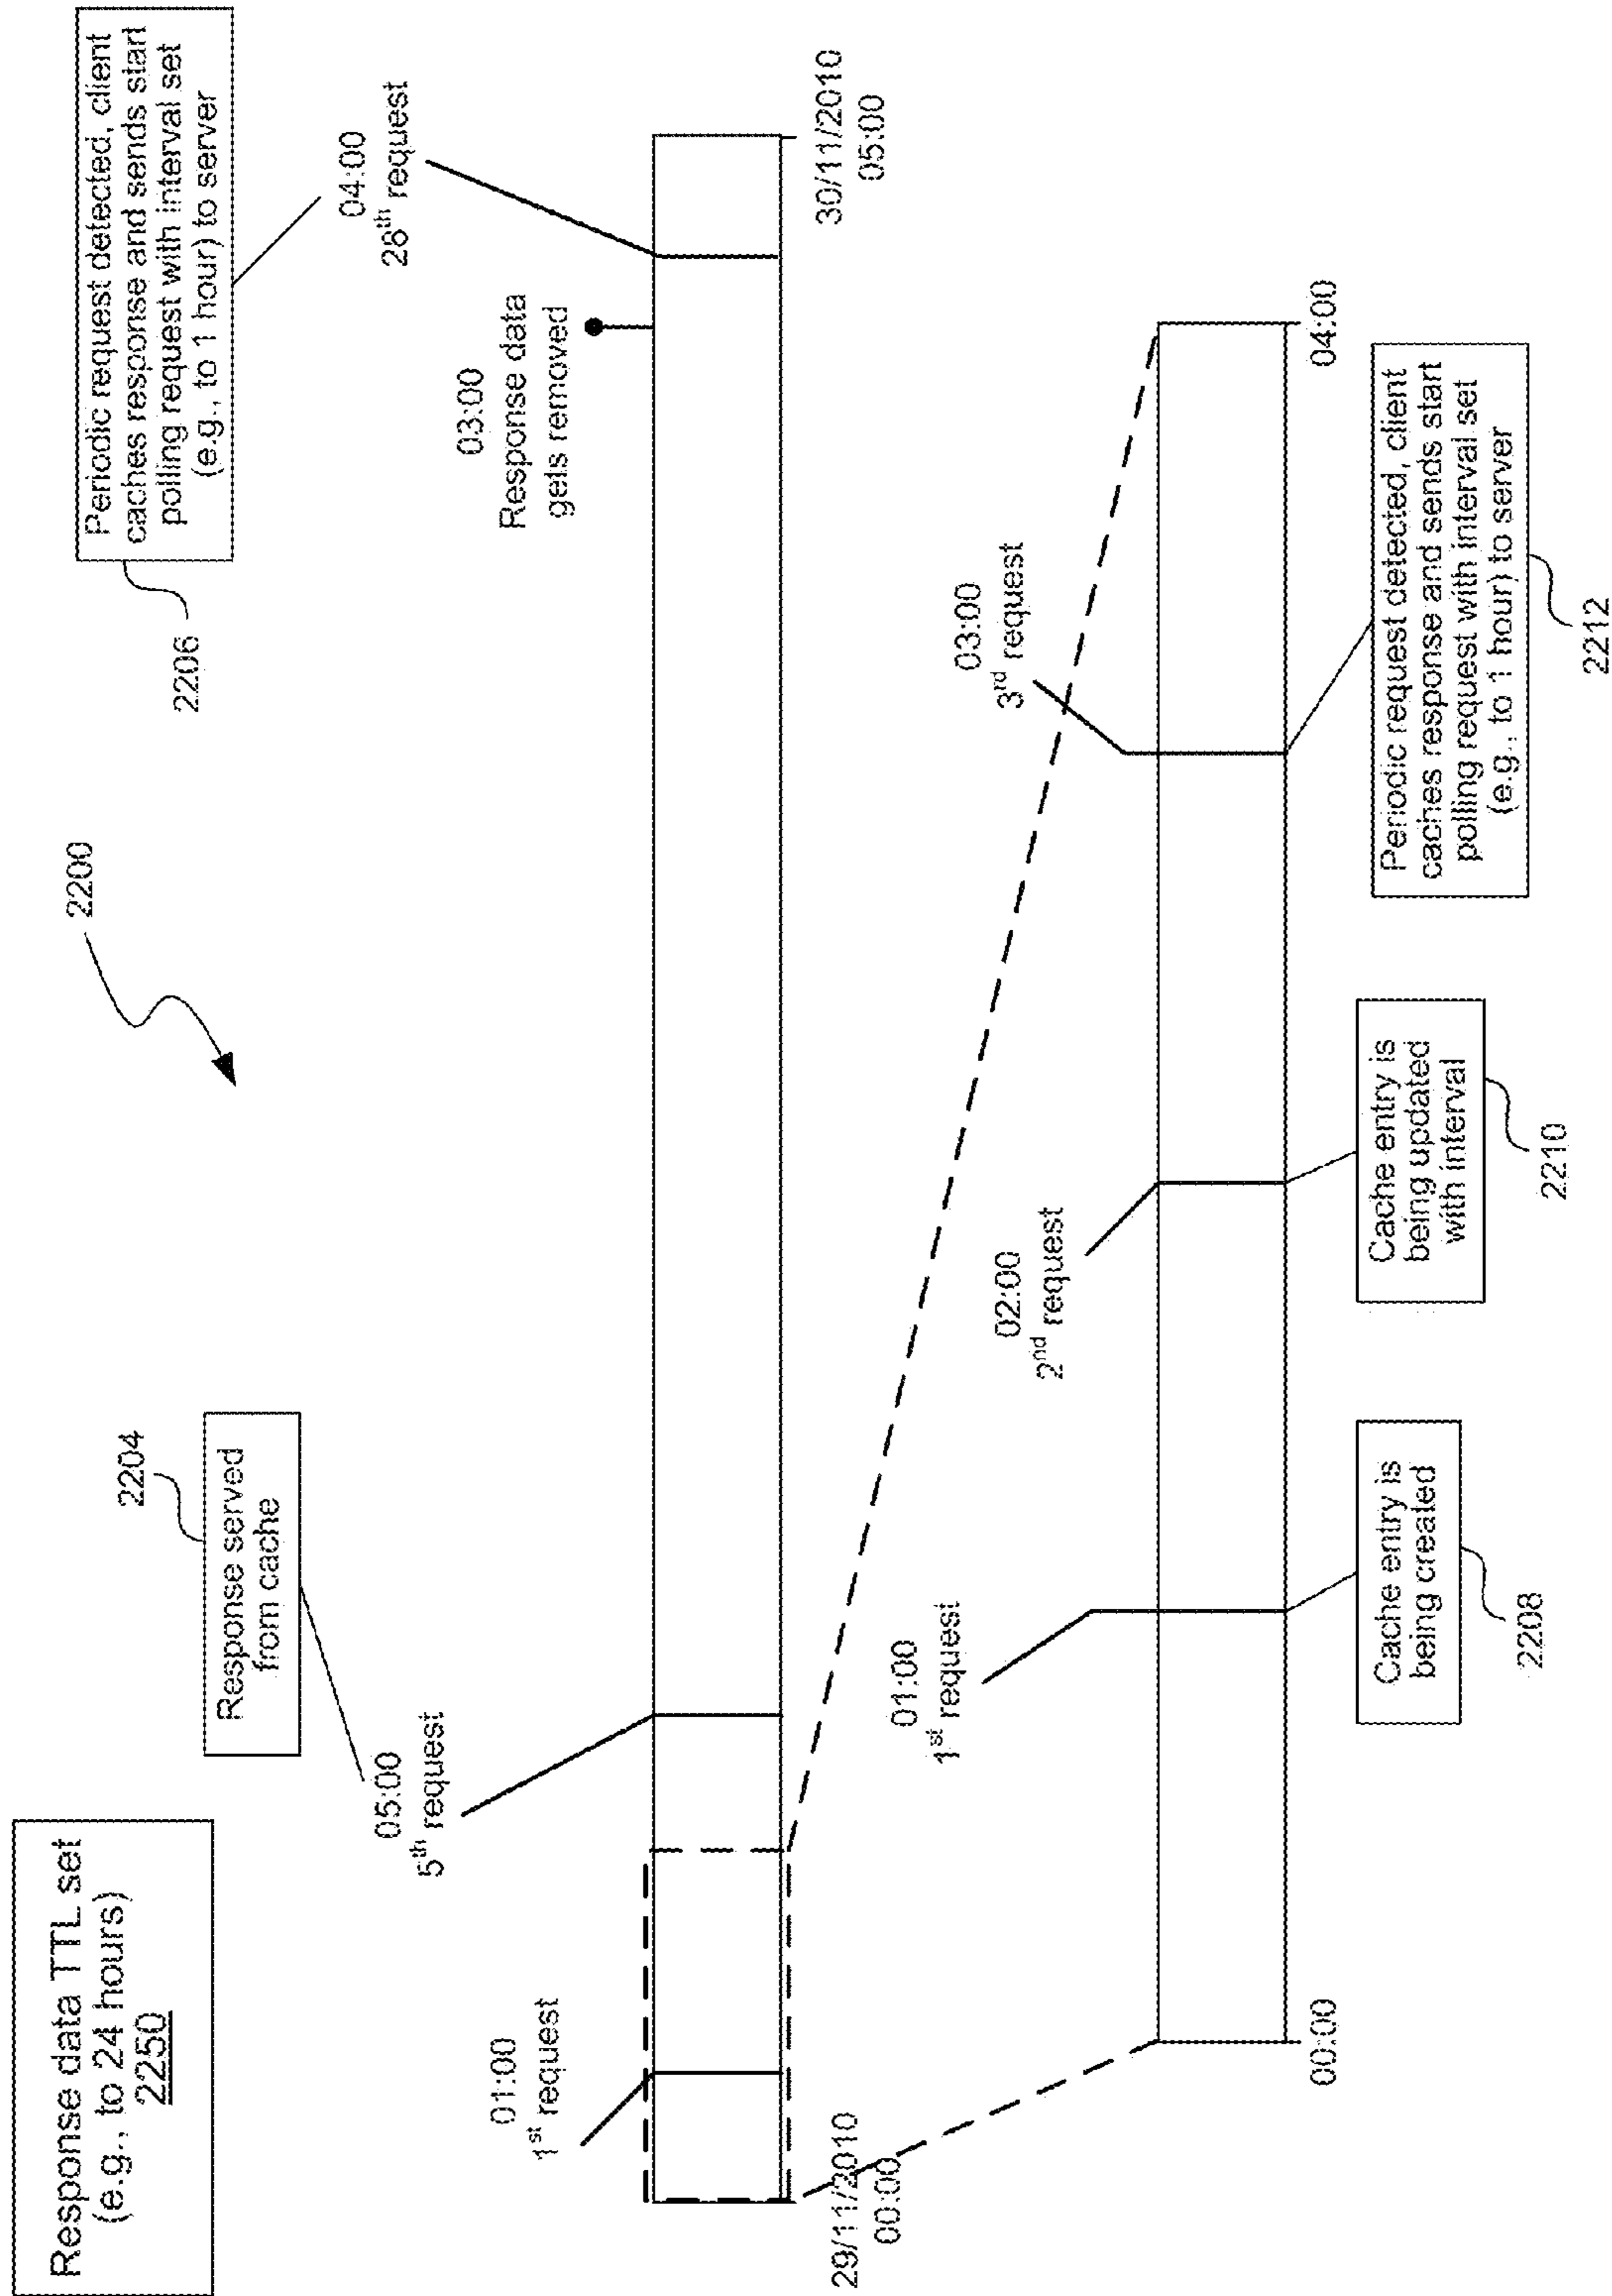 Response data TTL set
(e.g., to 24 hours)
2250
2204
Response served
from cache
2200
2206
Periodic request detected, client
caches response and sends start
polling request with interval set
(e.g., to 1 hour) to server
01:00
1st request
05:00
5th request
03:00
Response data
gets removed
04:00
28th request
29/11/2010
00:00
30/11/2010
05:00
01:00
1st request
02:00
2nd request
03:00
3rd request
00:00
04:00
Cache entry is
being created
2208
Cache entry is
being updated
with interval
2210
Periodic request detected, client
caches response and sends start
polling request with interval set
(e.g., to 1 hour) to server
2212